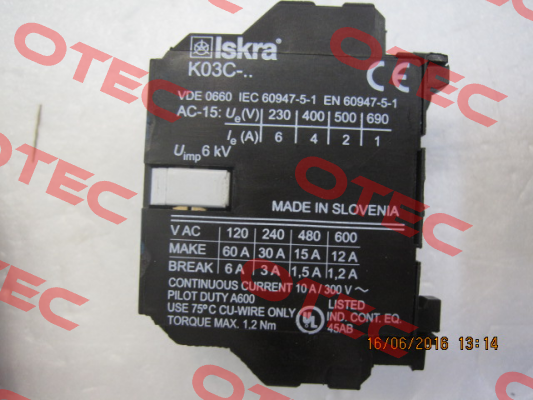 Iskra
K03C-..
CE
VDE 0660 IEC 60947-5-1 EN 60947-5-1
AC-15: Ue(V) 230 400 500 690
Ie(A) 6 4 2 1
Uimp 6 kV
MADE IN SLOVENIA
V AC 120 240 480 600
MAKE 60 A 30 A 15 A 12 A
BREAK 6 A 3 A 1,5 A 1,2 A
CONTINUOUS CURRENT 10 A / 300 V ~
PILOT DUTY A600
USE 75°C CU-WIRE ONLY
TORQUE MAX. 1.2 Nm
UL
LISTED
IND. CONT. EQ.
45AB
16/06/2016 13:14
OTEC